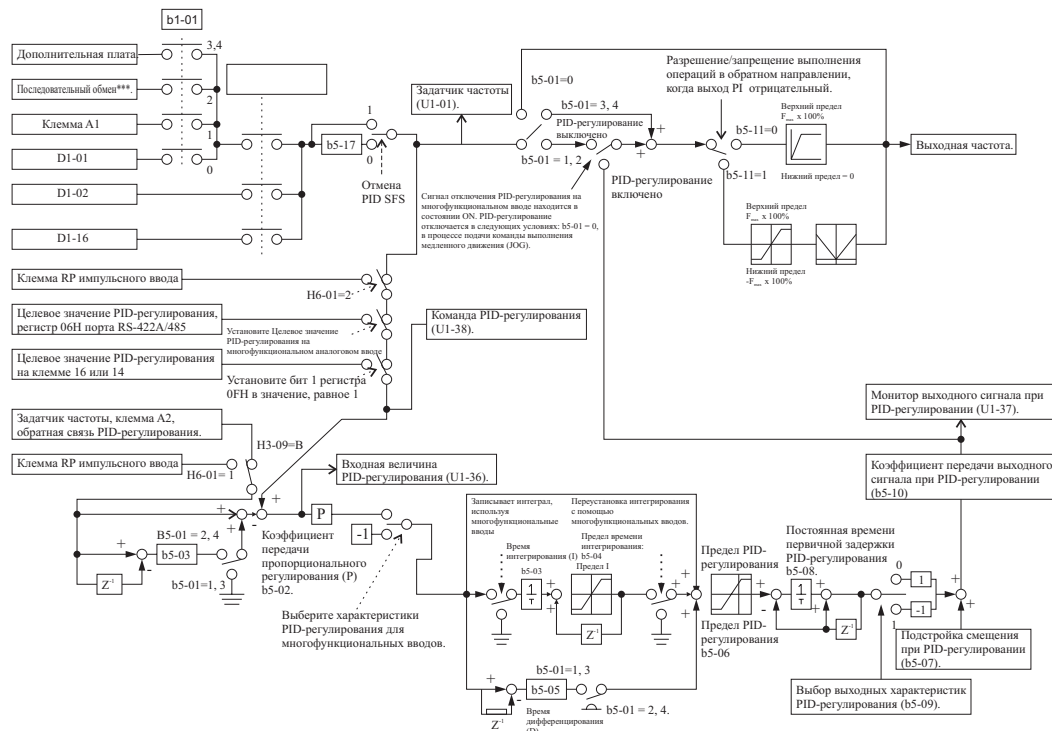 b1-01
Дополнительная плата.
3,4
Последовательный обмен***.
2
Клемма A1
1
D1-01
0
D1-02
D1-16
b5-17
1
0
Отмена
PID SFS
Задатчик частоты
(U1-01).
b5-01=0
b5-01= 3, 4
PID-регулирование
выключено
b5-01 = 1, 2
+
+
PID-регулирование
включено
Разрешение/запрещение выполнения
операций в обратном направлении,
когда выход PI отрицательный.
b5-11=0
b5-11=1
Верхний предел
Fmax x 100%
Нижний предел = 0
Выходная частота.
Верхний предел
Fmax x 100%
Нижний предел
-Fmax x 100%
Сигнал отключения PID-регулирования на
многофункциональном вводе находится в
состоянии ON. PID-регулирование
отключается в следующих условиях: b5-01 = 0,
в процессе подачи команды выполнения
медленного движения (JOG).
Клемма RP импульсного ввода
H6-01=2
Целевое значение PID-регулирования,
регистр 06H порта RS-422A/485
Установите Целевое значение
PID-регулирования на
многофункциональном аналоговом вводе
Целевое значение PID-регулирования
на клемме 16 или 14
Установите бит 1 регистра
0FH в значение, равное 1
Команда PID-регулирования
(U1-38).
Монитор выходного сигнала при
PID-регулировании (U1-37).
Задатчик частоты, клемма A2,
обратная связь PID-регулирования.
H3-09=B
Клемма RP импульсного ввода
H6-01= 1
Входная величина
PID-регулирования (U1-36).
Коэффициент передачи выходного
сигнала при PID-регулировании
(b5-10)
+
+
-
+
P
-1
+
B5-01 = 2, 4
b5-03
-
Z-1
b5-01=1, 3
+
Коэффициент
передачи
пропорционального
регулирования (P)
b5-02.
Выберите характеристики
PID-регулирования для
многофункциональных вводов.
Записывает интеграл,
используя
многофункциональные
вводы
Переустановка интегрирования
с помощью
многофункциональных вводов.
Время
интегрирования (I)
b5-03
1
T
Предел времени
интегрирования:
b5-04
Предел I
+
+
Z-1
+
+
+
Предел PID-
регулирования
Предел PID-
регулирования
b5-06
Постоянная времени
первичной задержки
PID-регулирования
b5-08.
+
-
1
T
+
+
Z-1
0
1
1
-1
+
+
Подстройка смещения
при PID-регулировании
(b5-07).
Выбор выходных характеристик
PID-регулирования (b5-09).
b5-01=1, 3
+
-
b5-05
Z-1
b5-01 = 2, 4.
Время
дифференцирования